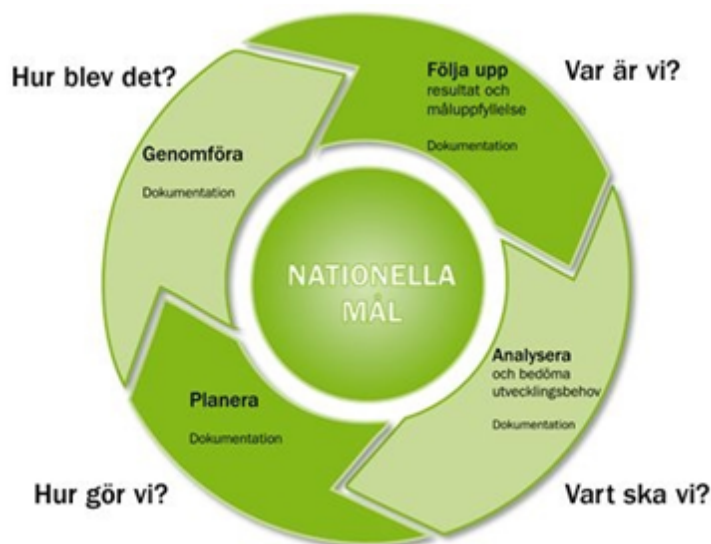 Hur blev det?
Var är vi?
Följa upp
resultat och
måluppfyllelse
Dokumentation
Genomföra
Dokumentation
NATIONELLA
MÅL
Analysera
och bedöma
utvecklingsbehov
Dokumentation
Planera
Dokumentation
Hur gör vi?
Vart ska vi?